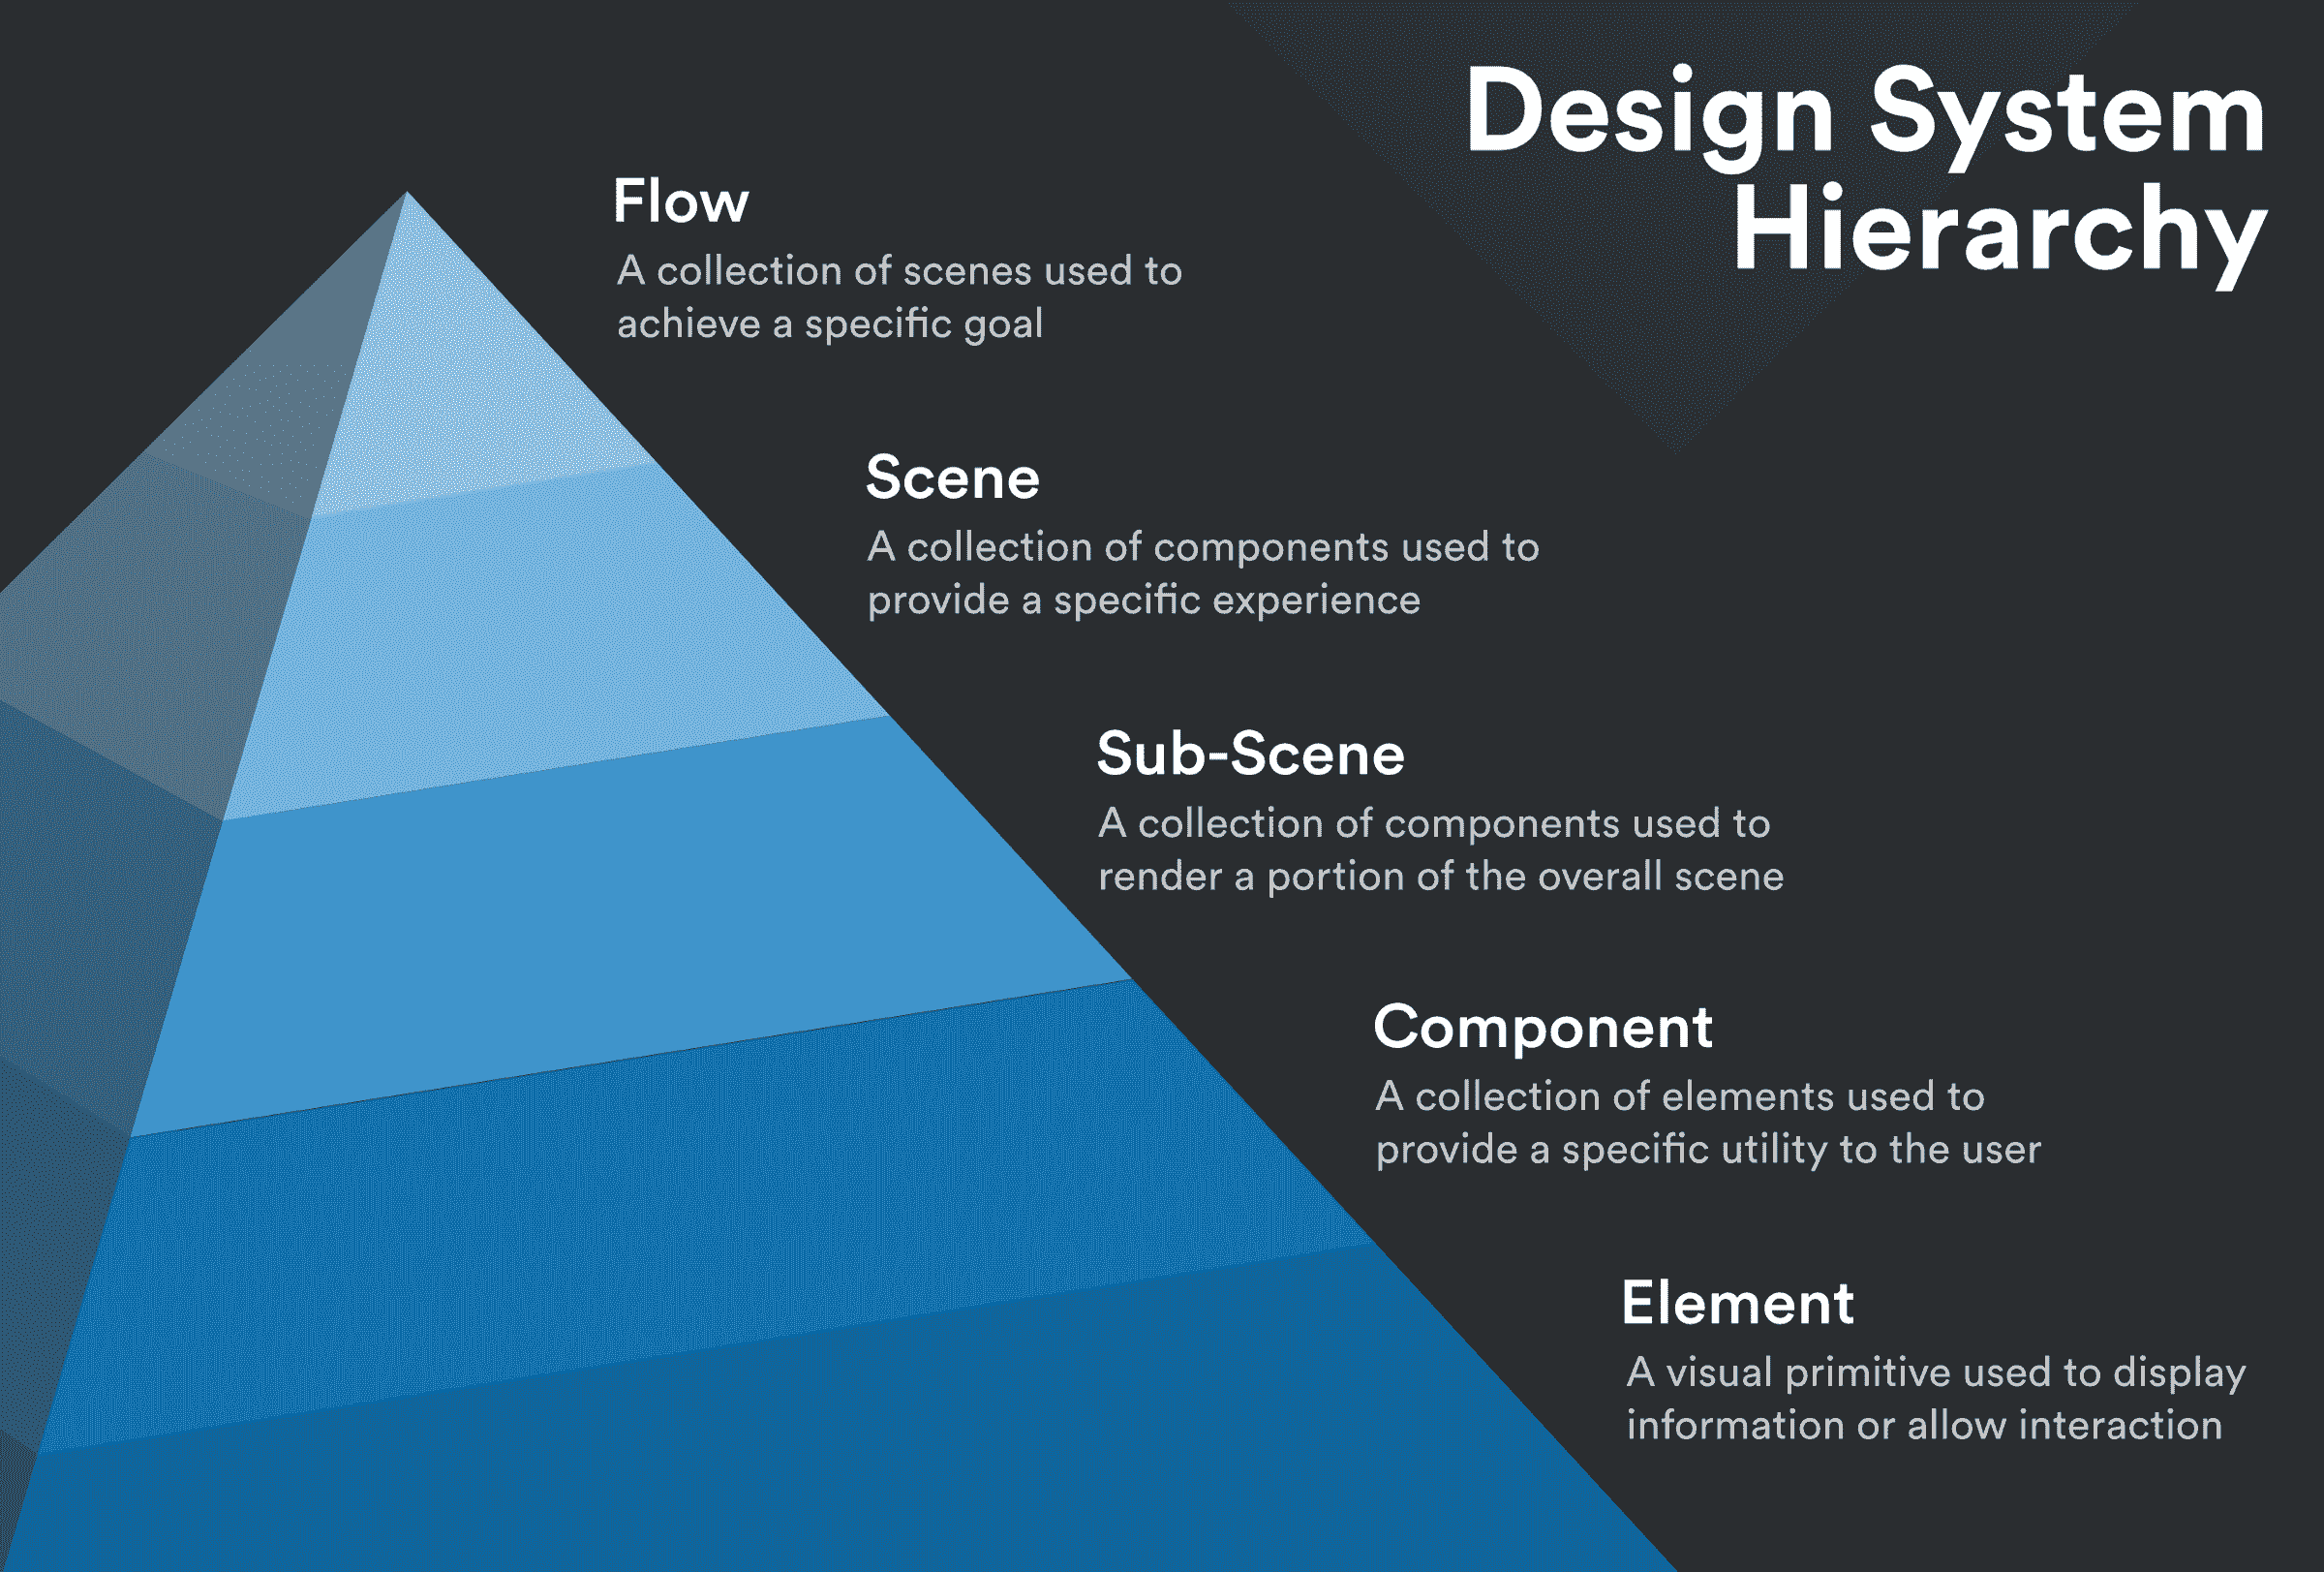 Design System
Hierarchy
Flow
A collection of scenes used to
achieve a specific goal
Scene
A collection of components used to
provide a specific experience
Sub-Scene
A collection of components used to
render a portion of the overall scene
Component
A collection of elements used to
provide a specific utility to the user
Element
A visual primitive used to display
information or allow interaction